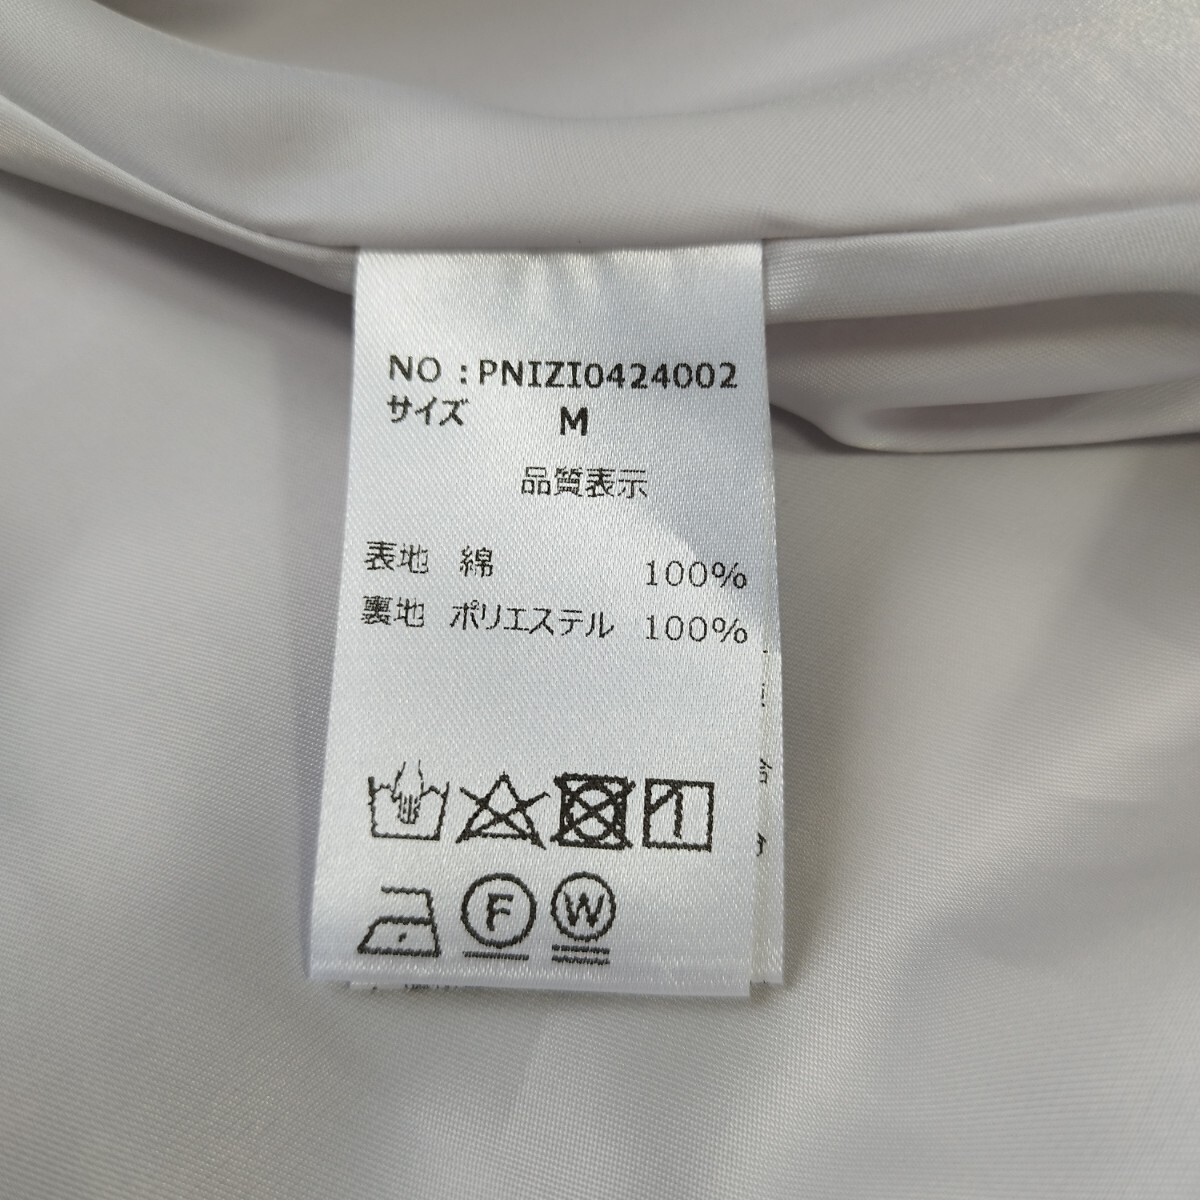 NO : PNIZI0424002
サイズ M
品質表示
表地 綿 100%
裏地 ポリエステル 100%
F W